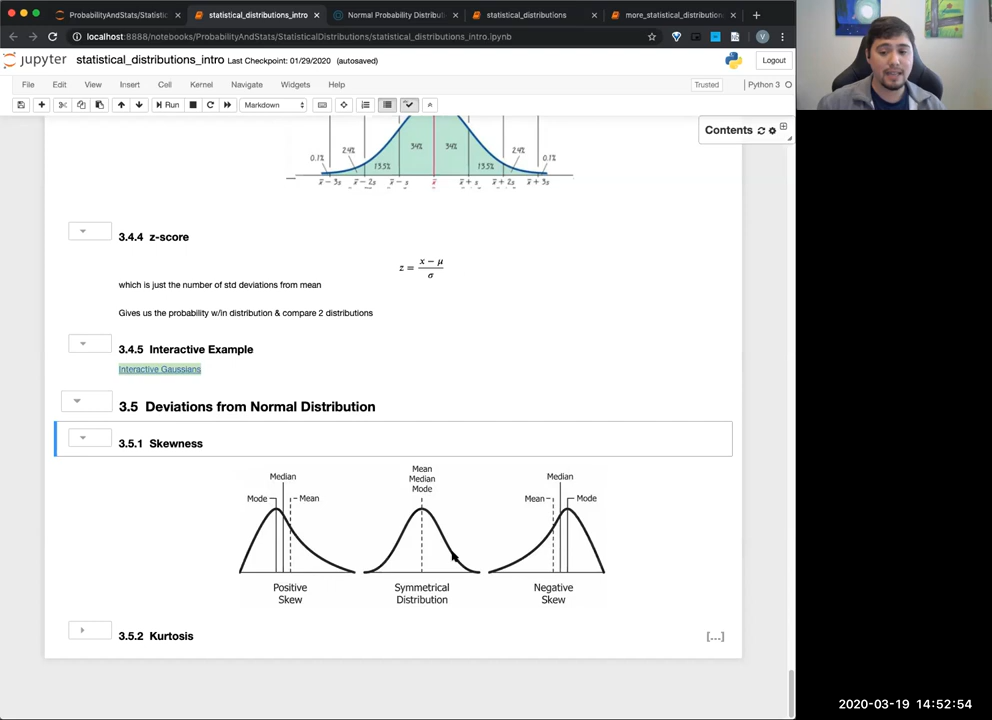 ProbabilityAndStats/Statistic
statistical_distributions_intro
Normal Probability Distribut
statistical_distributions
more_statistical_distribution
localhost:8888/notebooks/ProbabilityAndStats/StatisticalDistributions/statistical_distributions_intro.ipynb
V
jupyter statistical_distributions_intro Last Checkpoint: 01/29/2020 (autosaved)
Logout
File Edit View Insert Cell Kernel Widgets Help
Trusted
Python 3
Run
Markdown
Contents
0.1% 2.4% 13.5% 34% 34% 13.5% 2.4% 0.1%
x̄ − 3s x̄ − 2s x̄ − s x̄ x̄ + s x̄ + 2s x̄ + 3s
3.4.4 z-score
z = x − μ
σ
which is just the number of std deviations from mean
Gives us the probability w/in distribution & compare 2 distributions
3.4.5 Interactive Example
Interactive Gaussians
3.5 Deviations from Normal Distribution
3.5.1 Skewness
Median
Mode
Mean
Positive
Skew
Mean
Median
Mode
Symmetrical
Distribution
Median
Mean
Mode
Negative
Skew
3.5.2 Kurtosis
[...]
2020-03-19 14:52:54